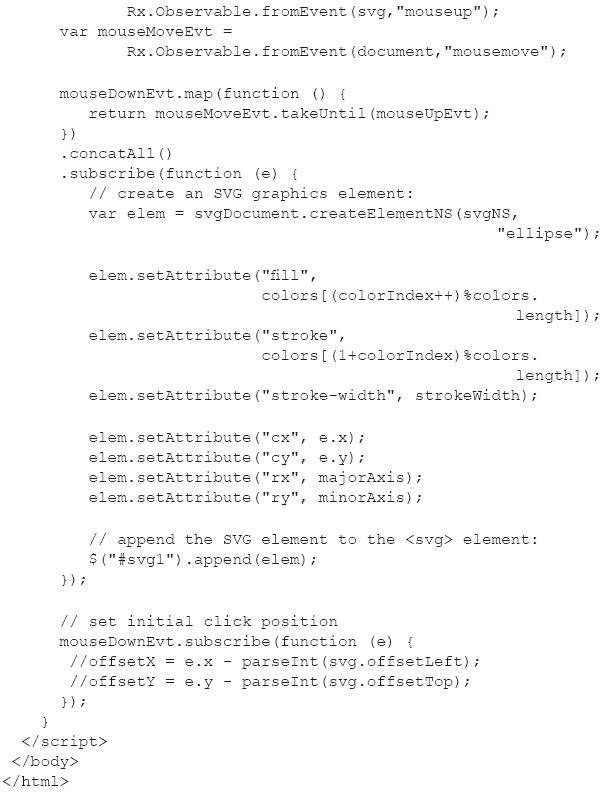 Rx.Observable.fromEvent(svg,"mouseup");
var mouseMoveEvt =
Rx.Observable.fromEvent(document,"mousemove");
mouseDownEvt.map(function () {
return mouseMoveEvt.takeUntil(mouseUpEvt);
})
.concatAll()
.subscribe(function (e) {
// create an SVG graphics element:
var elem = svgDocument.createElementNS(svgNS,
"ellipse");
elem.setAttribute("fill",
colors[(colorIndex++)%colors.
length]);
elem.setAttribute("stroke",
colors[(1+colorIndex)%colors.
length]);
elem.setAttribute("stroke-width", strokeWidth);
elem.setAttribute("cx", e.x);
elem.setAttribute("cy", e.y);
elem.setAttribute("rx", majorAxis);
elem.setAttribute("ry", minorAxis);
// append the SVG element to the <svg> element:
$("#svg1").append(elem);
});
// set initial click position
mouseDownEvt.subscribe(function (e) {
//offsetX = e.x - parseInt(svg.offsetLeft);
//offsetY = e.y - parseInt(svg.offsetTop);
});
}
</script>
</body>
</html>